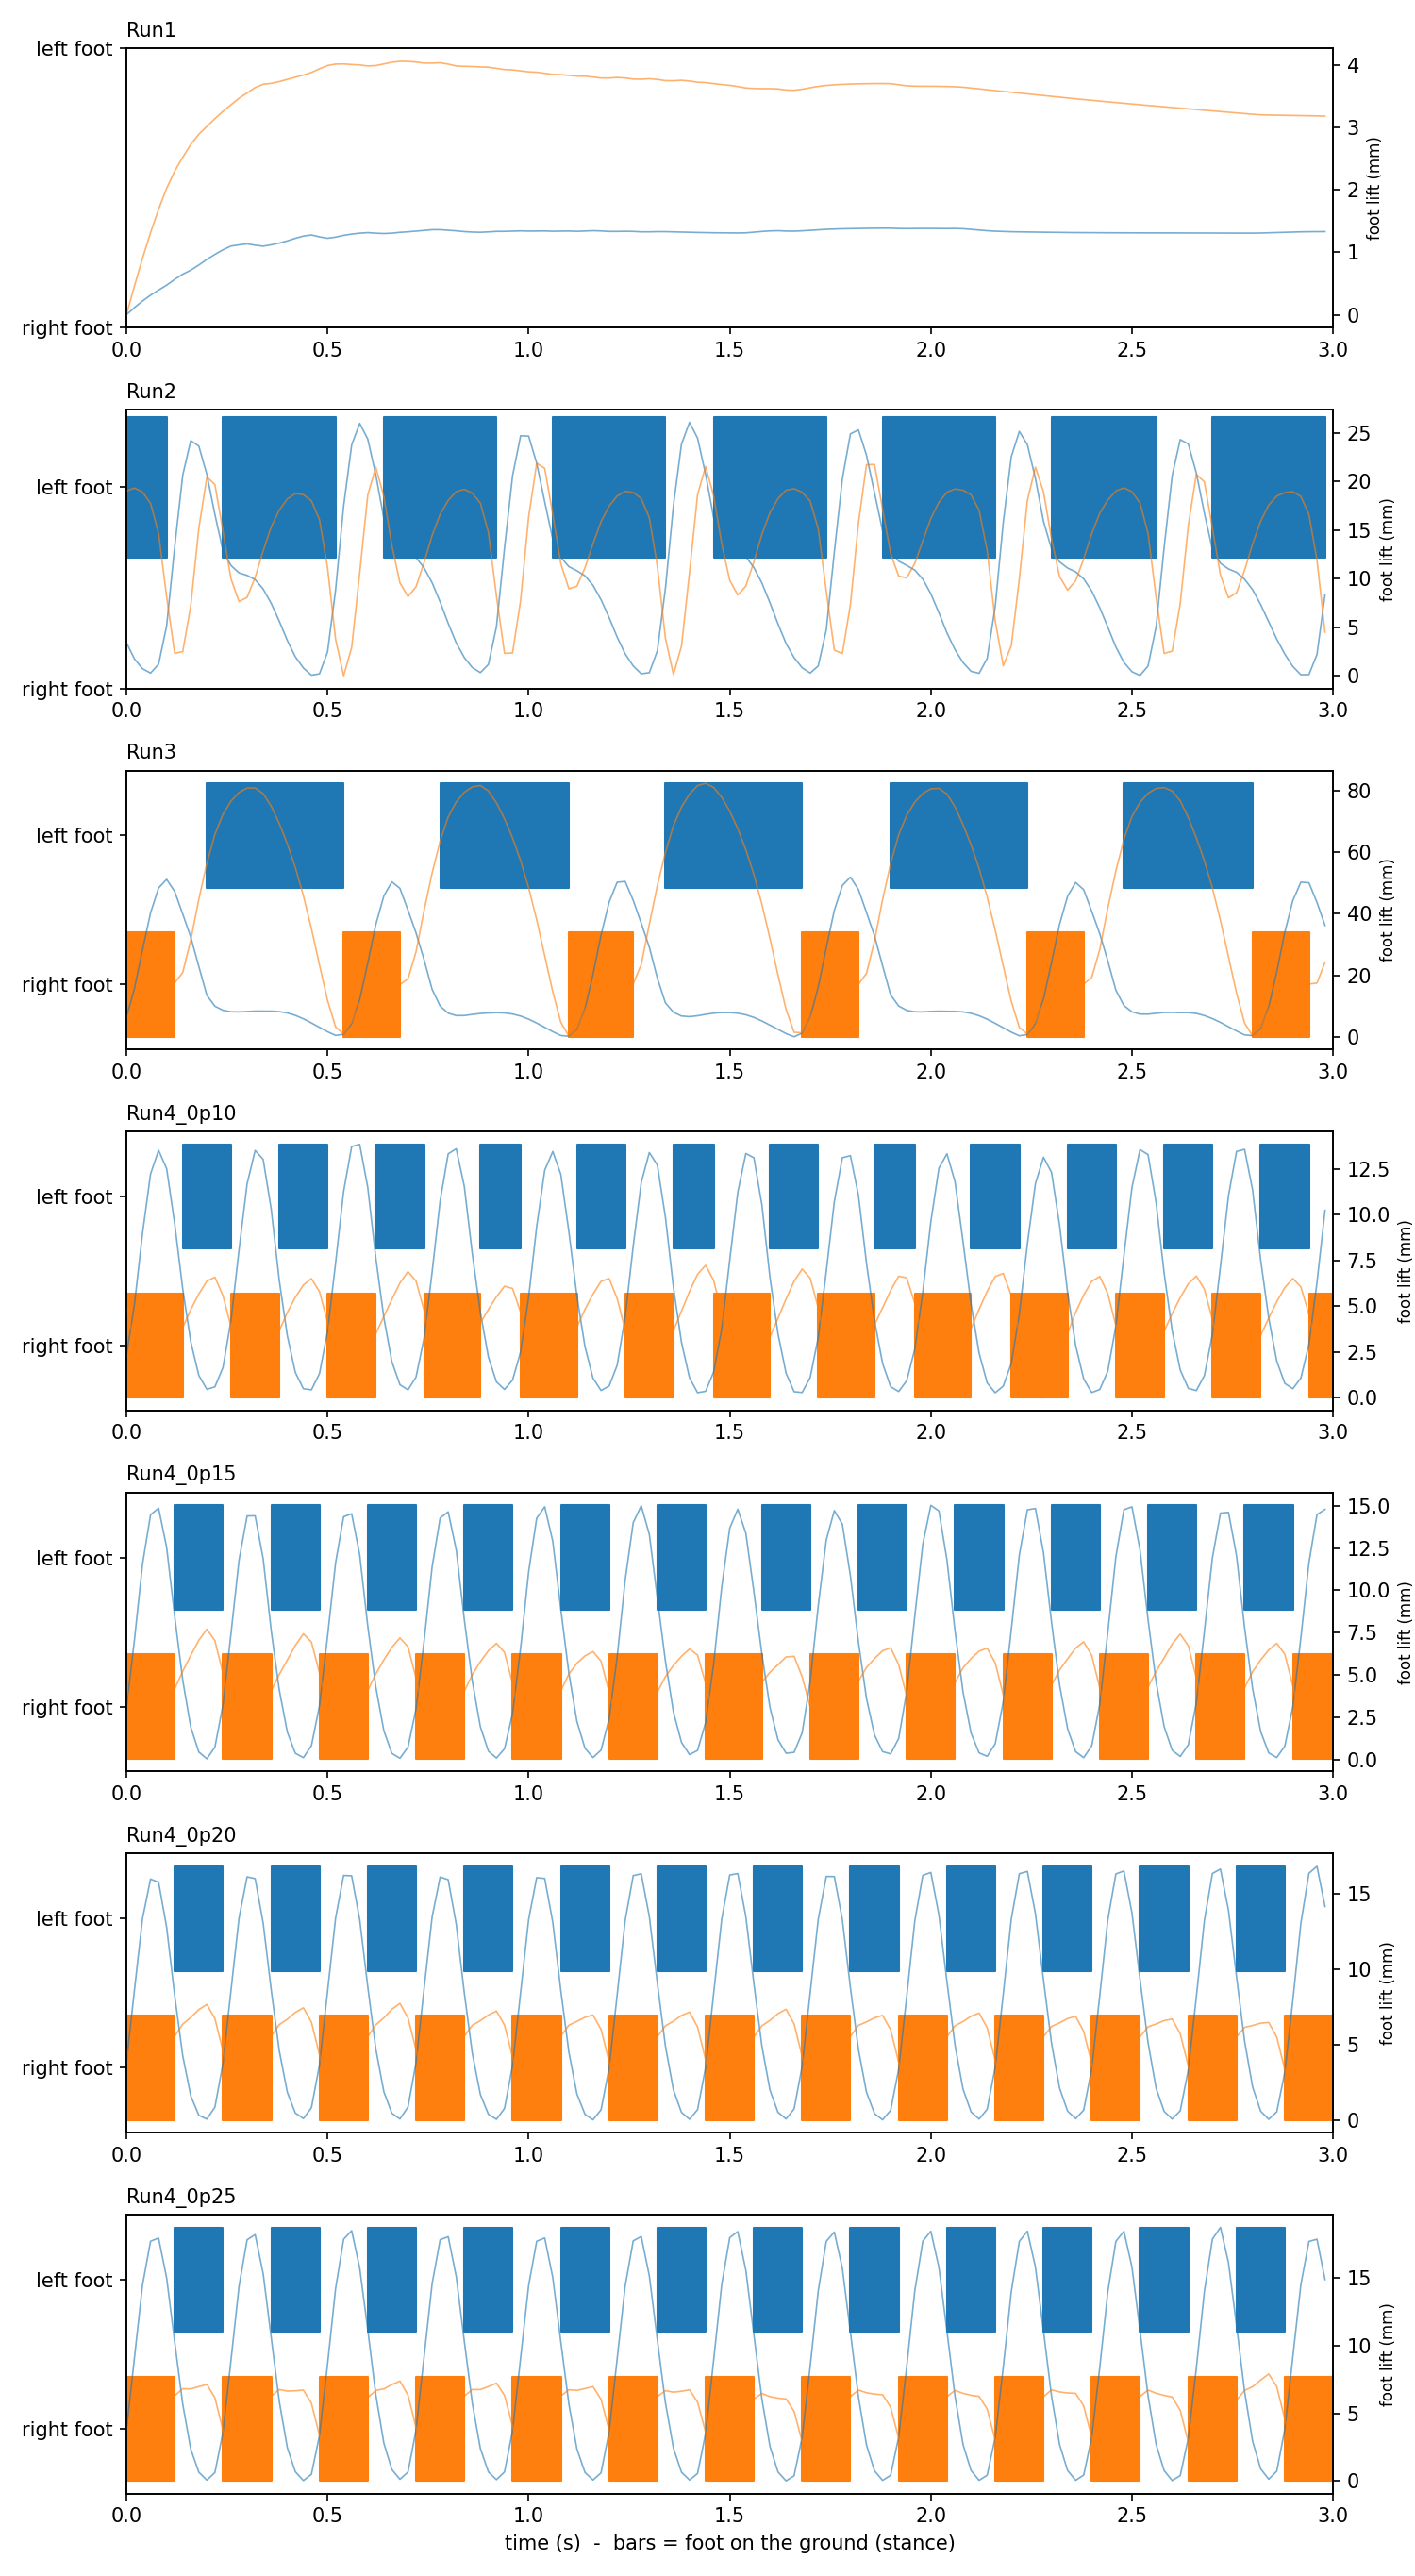 Run1
left foot
right foot
4
3
2
1
0
foot lift (mm)
0.0 0.5 1.0 1.5 2.0 2.5 3.0
Run2
left foot
right foot
25
20
15
10
5
0
foot lift (mm)
0.0 0.5 1.0 1.5 2.0 2.5 3.0
Run3
left foot
right foot
80
60
40
20
0
foot lift (mm)
0.0 0.5 1.0 1.5 2.0 2.5 3.0
Run4_0p10
left foot
right foot
12.5
10.0
7.5
5.0
2.5
0.0
foot lift (mm)
0.0 0.5 1.0 1.5 2.0 2.5 3.0
Run4_0p15
left foot
right foot
15.0
12.5
10.0
7.5
5.0
2.5
0.0
foot lift (mm)
0.0 0.5 1.0 1.5 2.0 2.5 3.0
Run4_0p20
left foot
right foot
15
10
5
0
foot lift (mm)
0.0 0.5 1.0 1.5 2.0 2.5 3.0
Run4_0p25
left foot
right foot
15
10
5
0
foot lift (mm)
0.0 0.5 1.0 1.5 2.0 2.5 3.0
time (s) - bars = foot on the ground (stance)